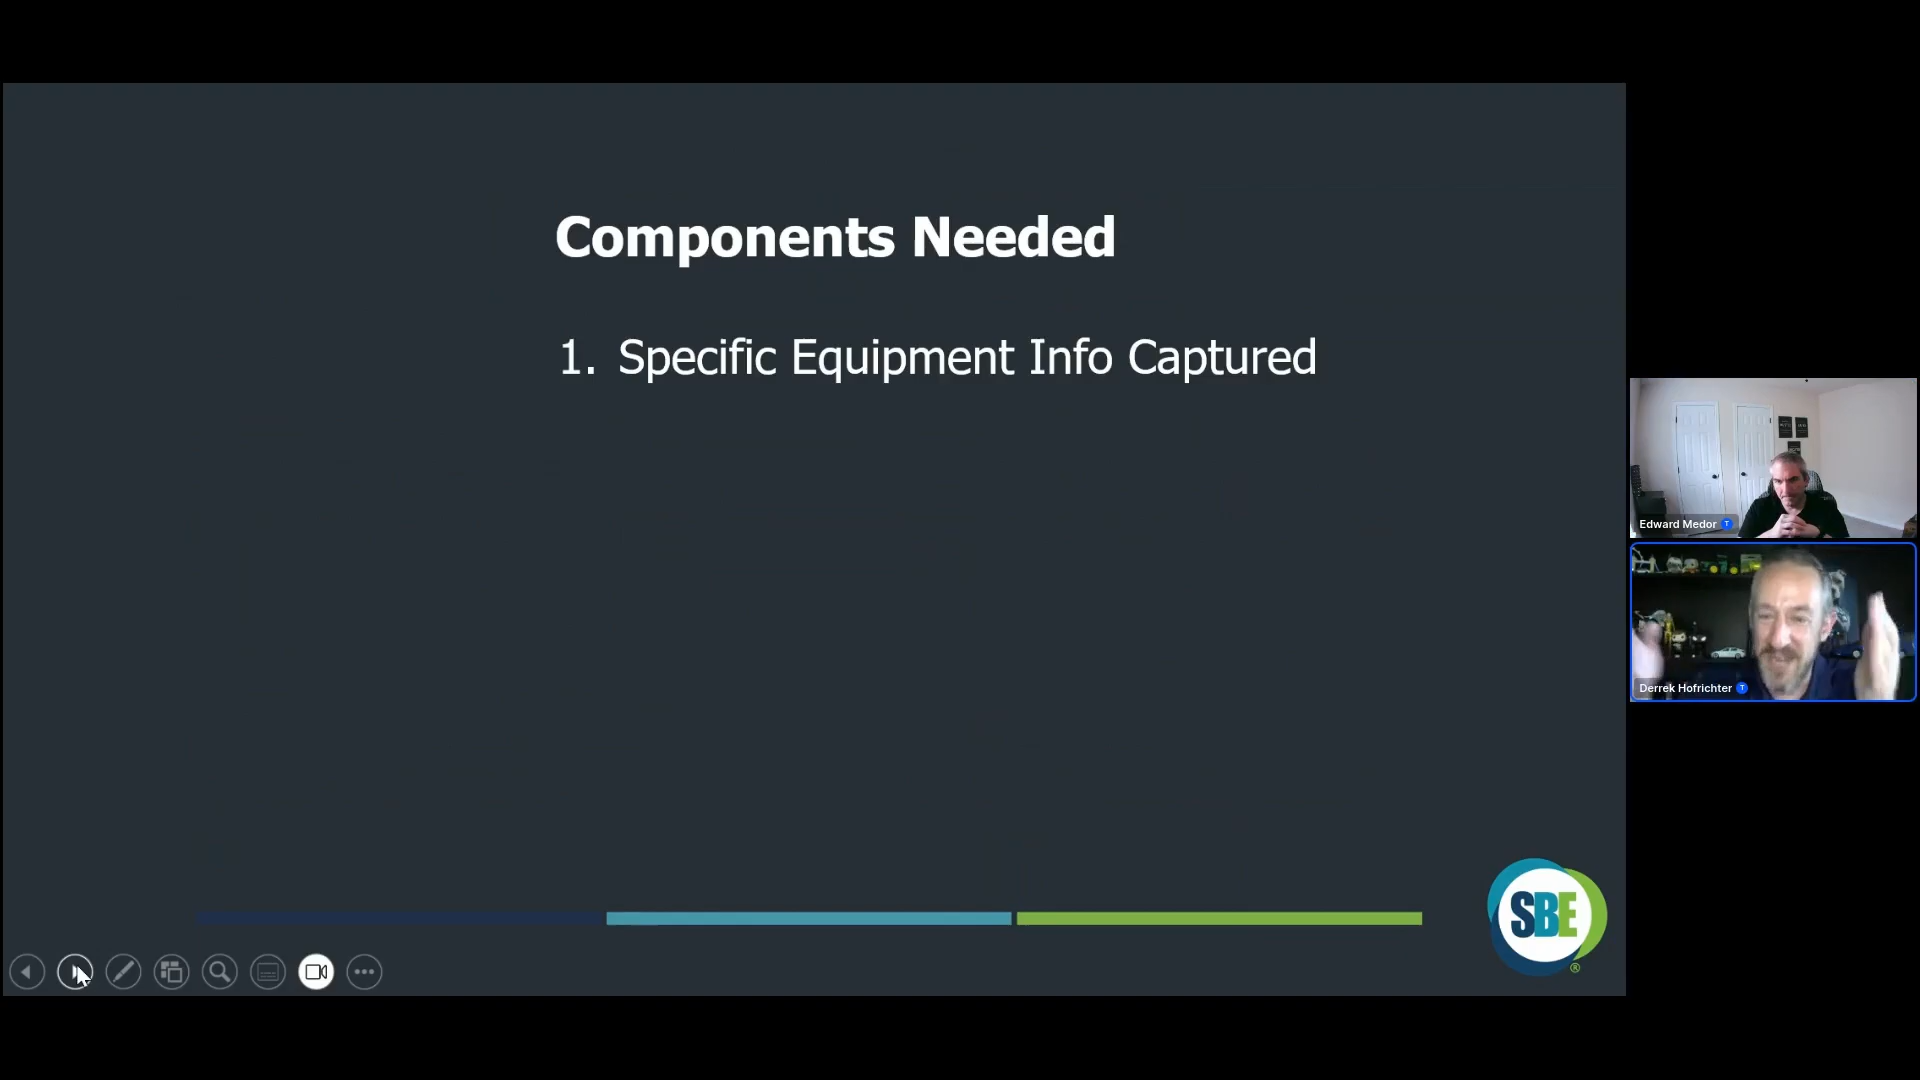 Components Needed
1. Specific Equipment Info Captured
Edward Medor T
Derrek Hofrichter T
SBE
®